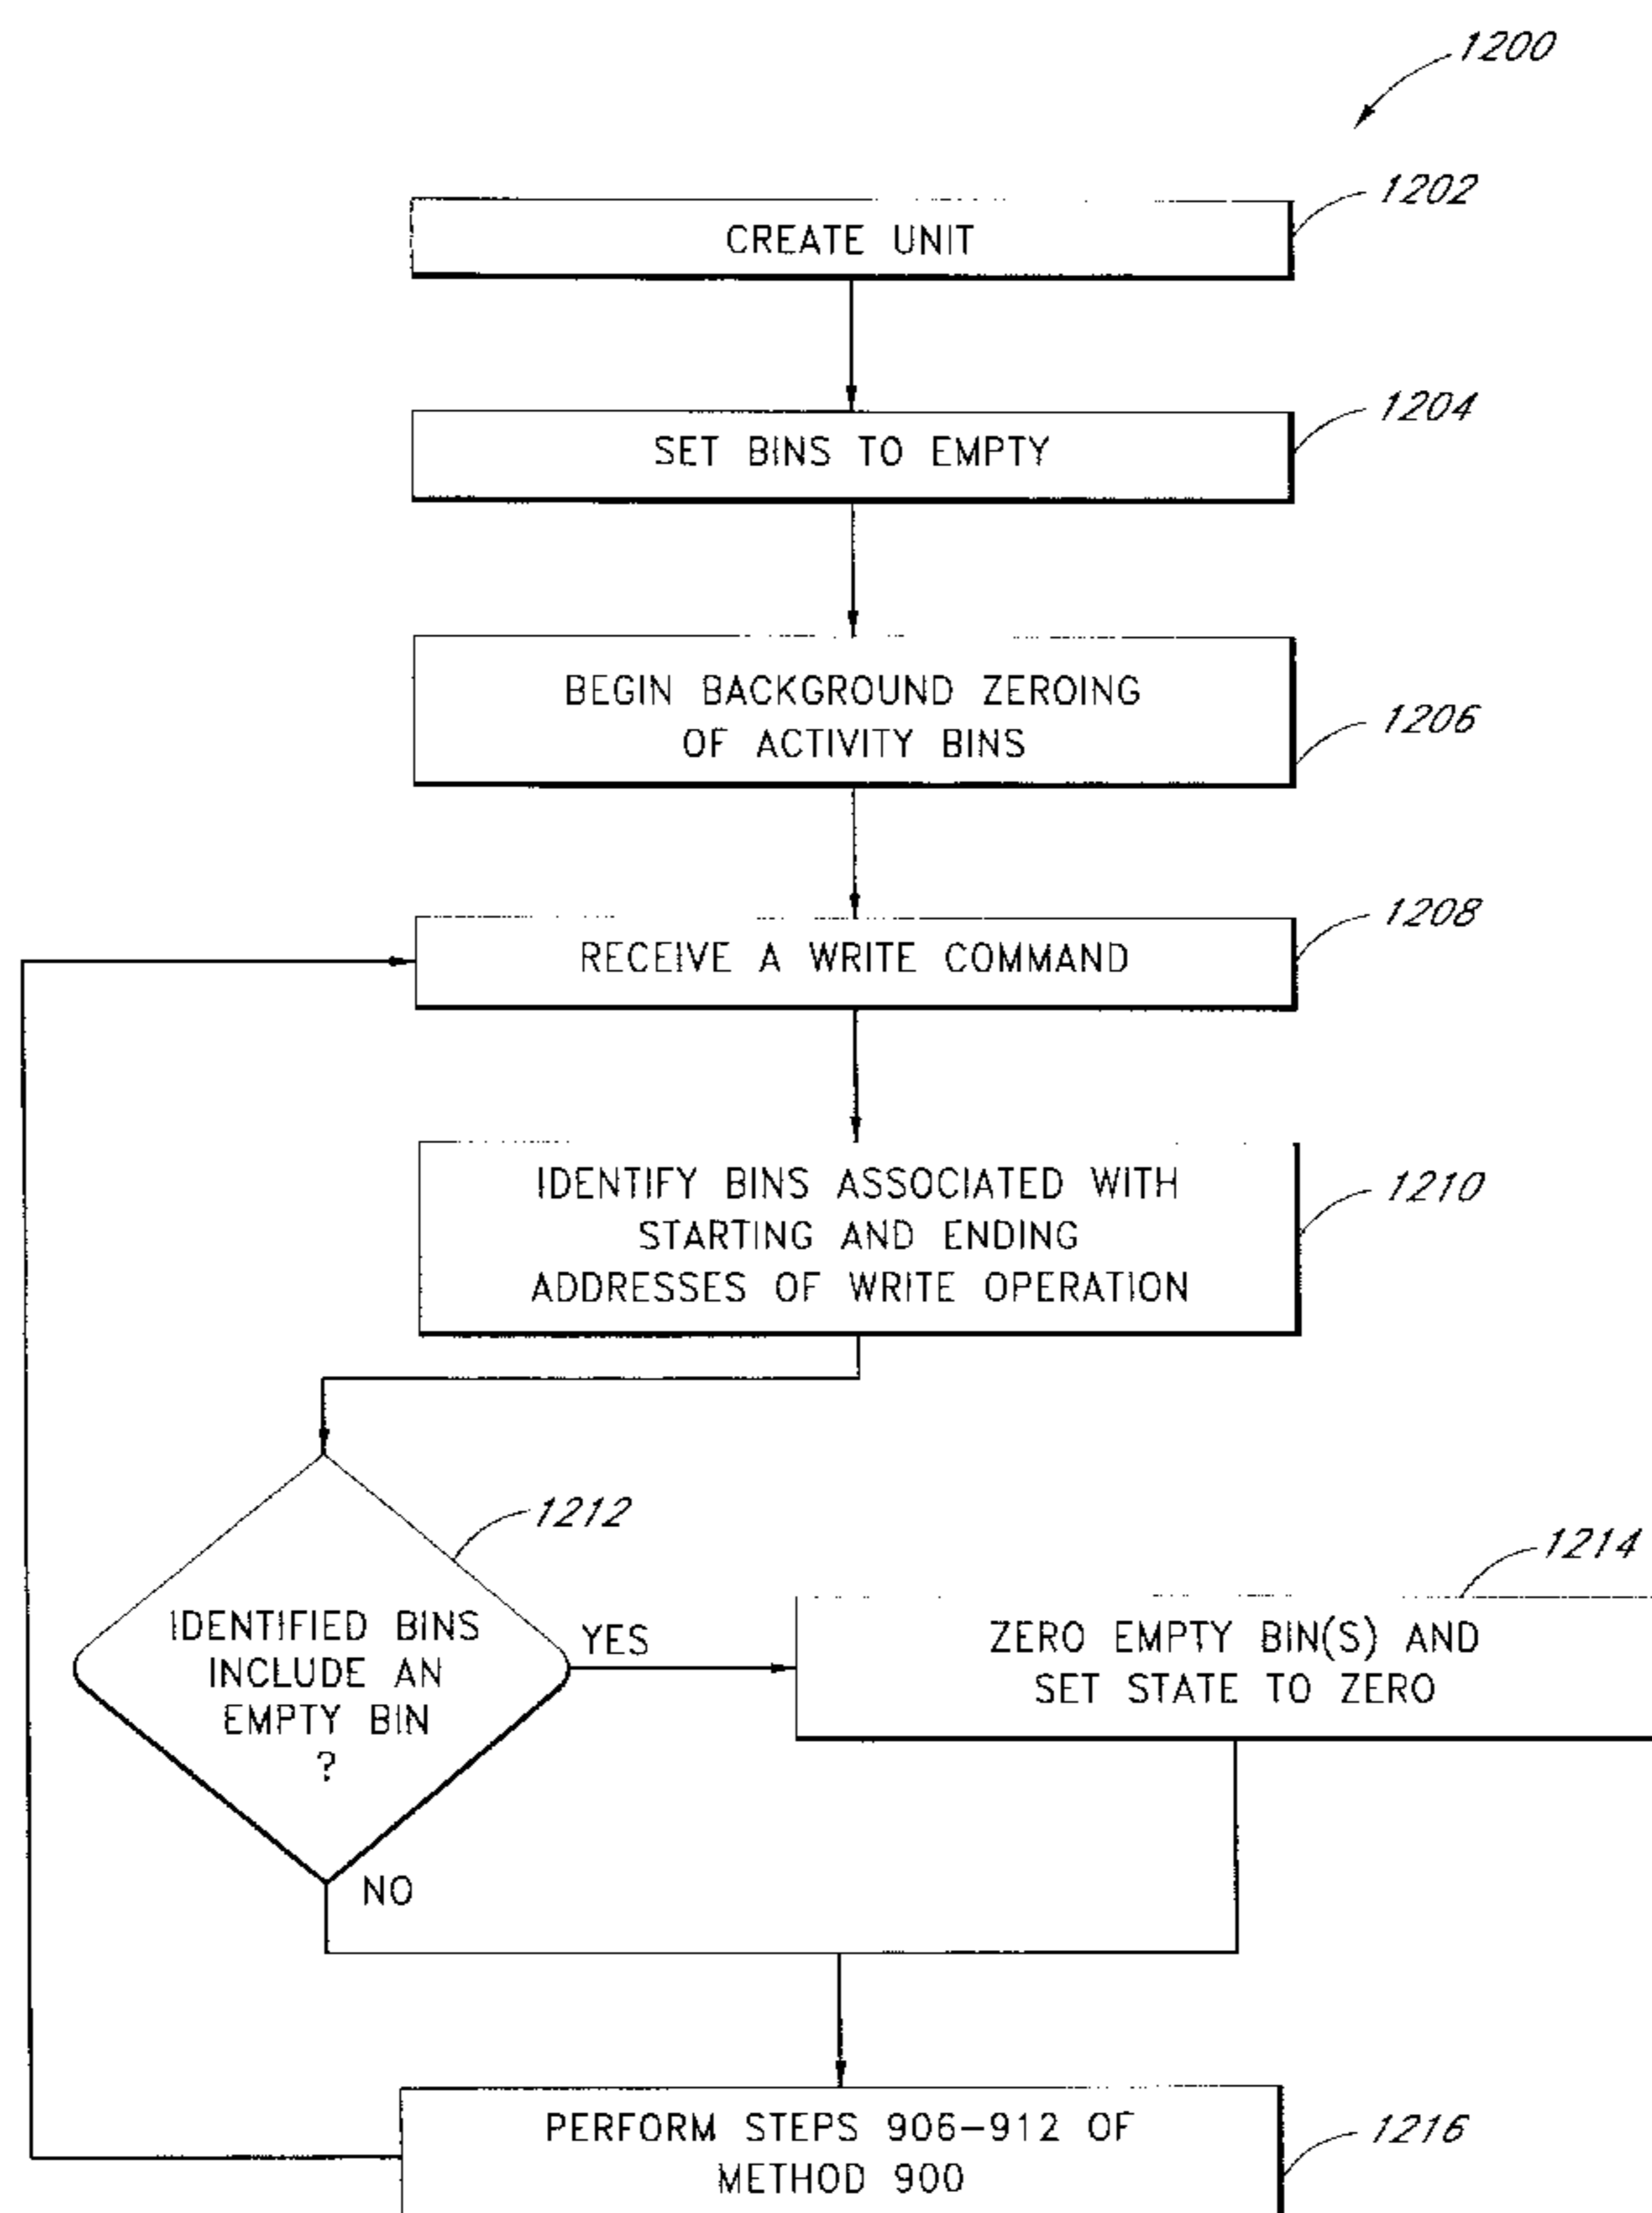 1200
1202
CREATE UNIT
1204
SET BINS TO EMPTY
1206
BEGIN BACKGROUND ZEROING
OF ACTIVITY BINS
1208
RECEIVE A WRITE COMMAND
1210
IDENTIFY BINS ASSOCIATED WITH
STARTING AND ENDING
ADDRESSES OF WRITE OPERATION
1212
IDENTIFIED BINS
INCLUDE AN
EMPTY BIN
?
YES
NO
1214
ZERO EMPTY BIN(S) AND
SET STATE TO ZERO
1216
PERFORM STEPS 906-912 OF
METHOD 900